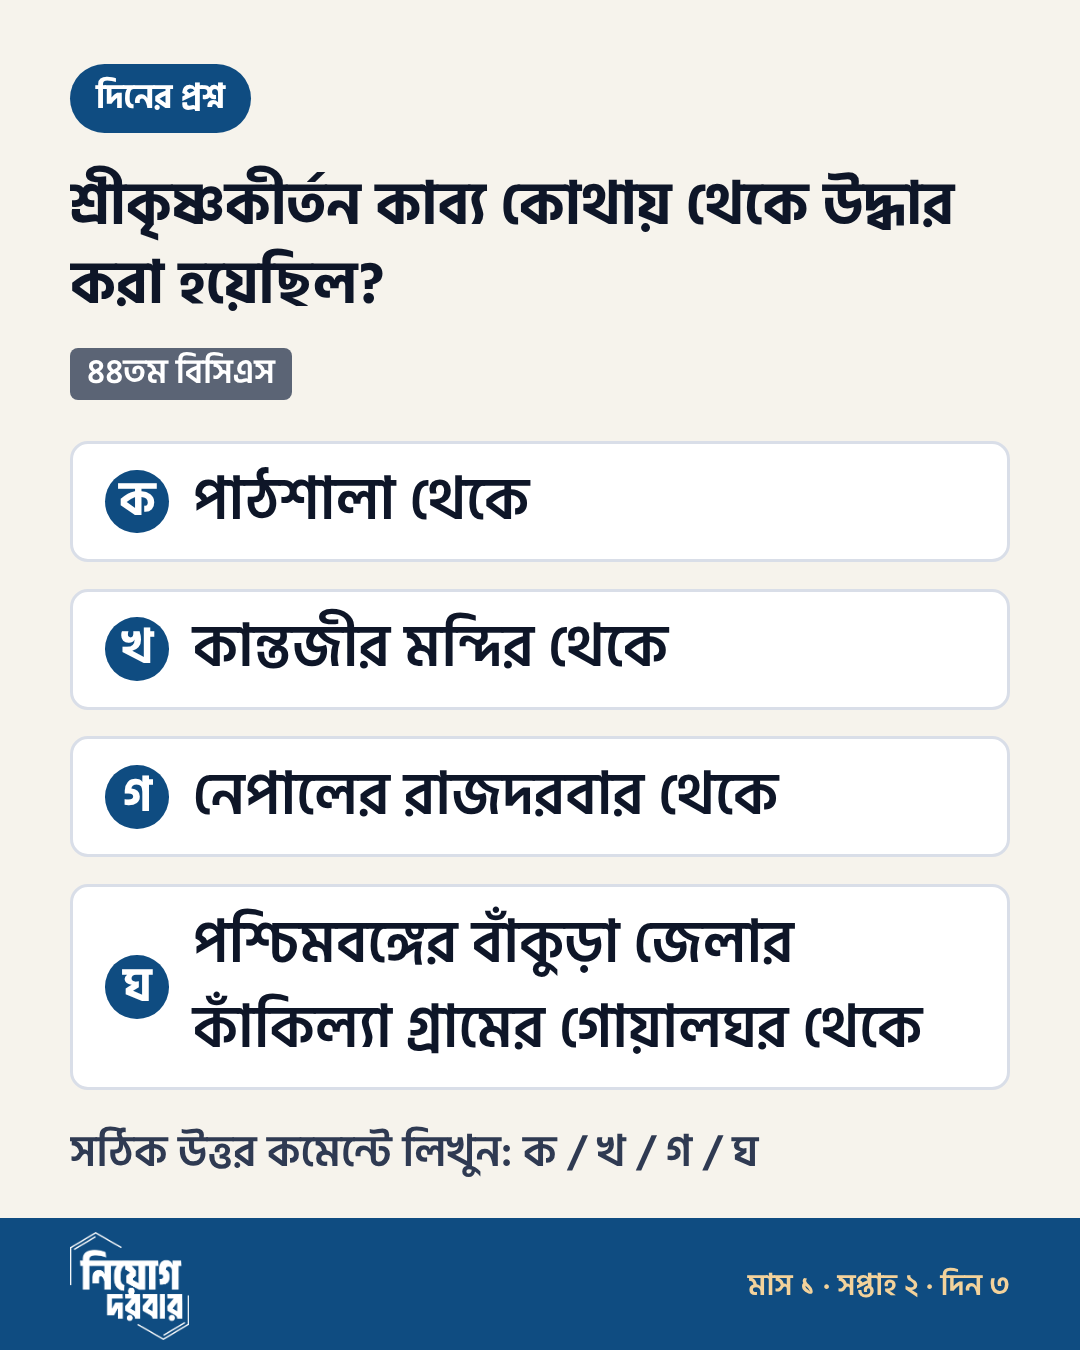 দিনের প্রশ্ন
শ্রীকৃষ্ণকীর্তন কাব্য কোথায় থেকে উদ্ধার
করা হয়েছিল?
৪৪তম বিসিএস
ক পাঠশালা থেকে
খ কান্তজীর মন্দির থেকে
গ নেপালের রাজদরবার থেকে
ঘ পশ্চিমবঙ্গের বাঁকুড়া জেলার
কাঁকিল্যা গ্রামের গোয়ালঘর থেকে
সঠিক উত্তর কমেন্টে লিখুন: ক / খ / গ / ঘ
নিয়োগ
দরবার
মাস ১ · সপ্তাহ ২ · দিন ৩